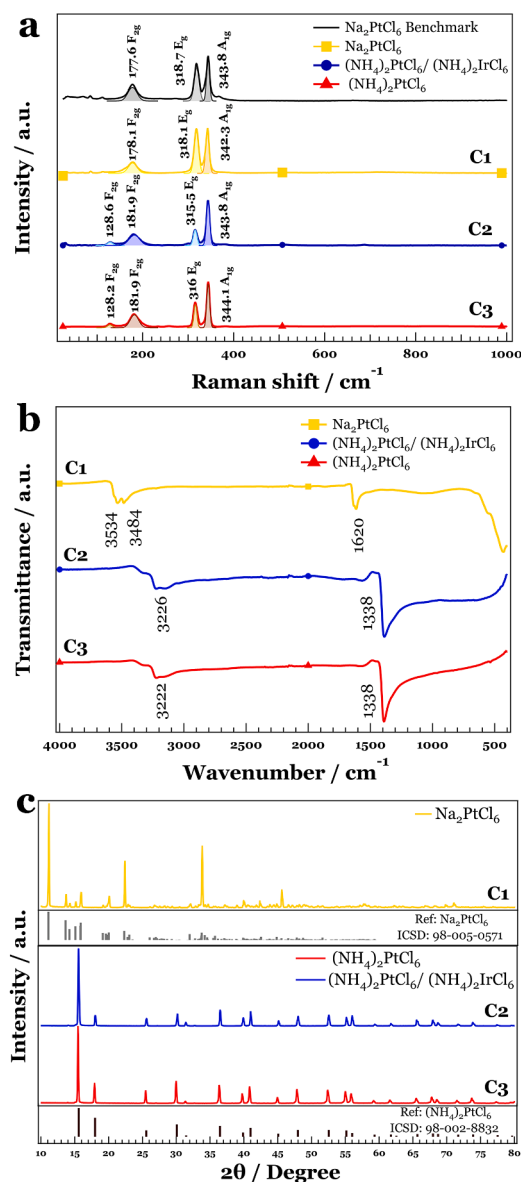 a
Na₂PtCl₆ Benchmark
Na₂PtCl₆
(NH₄)₂PtCl₆/ (NH₄)₂IrCl₆
(NH₄)₂PtCl₆
177.6 F2g
318.7 Eg
343.8 A1g
178.1 F2g
318.1 Eg
342.3 A1g
C1
128.6 F2g
181.9 F2g
315.5 Eg
343.8 A1g
C2
128.2 F2g
181.9 F2g
316 Eg
344.1 A1g
C3
Intensity / a.u.
200 400 600 800 1000
Raman shift / cm⁻¹
b
Na₂PtCl₆
(NH₄)₂PtCl₆/ (NH₄)₂IrCl₆
(NH₄)₂PtCl₆
C1
3534
3484
1620
C2
3226
1338
C3
3222
1338
Transmittance / a.u.
4000 3500 3000 2500 2000 1500 1000 500
Wavenumber / cm⁻¹
c
Na₂PtCl₆
C1
Ref: Na₂PtCl₆
ICSD: 98-005-0571
(NH₄)₂PtCl₆
(NH₄)₂PtCl₆/ (NH₄)₂IrCl₆
C2
C3
Ref: (NH₄)₂PtCl₆
ICSD: 98-002-8832
Intensity / a.u.
10 15 20 25 30 35 40 45 50 55 60 65 70 75 80
2θ / Degree